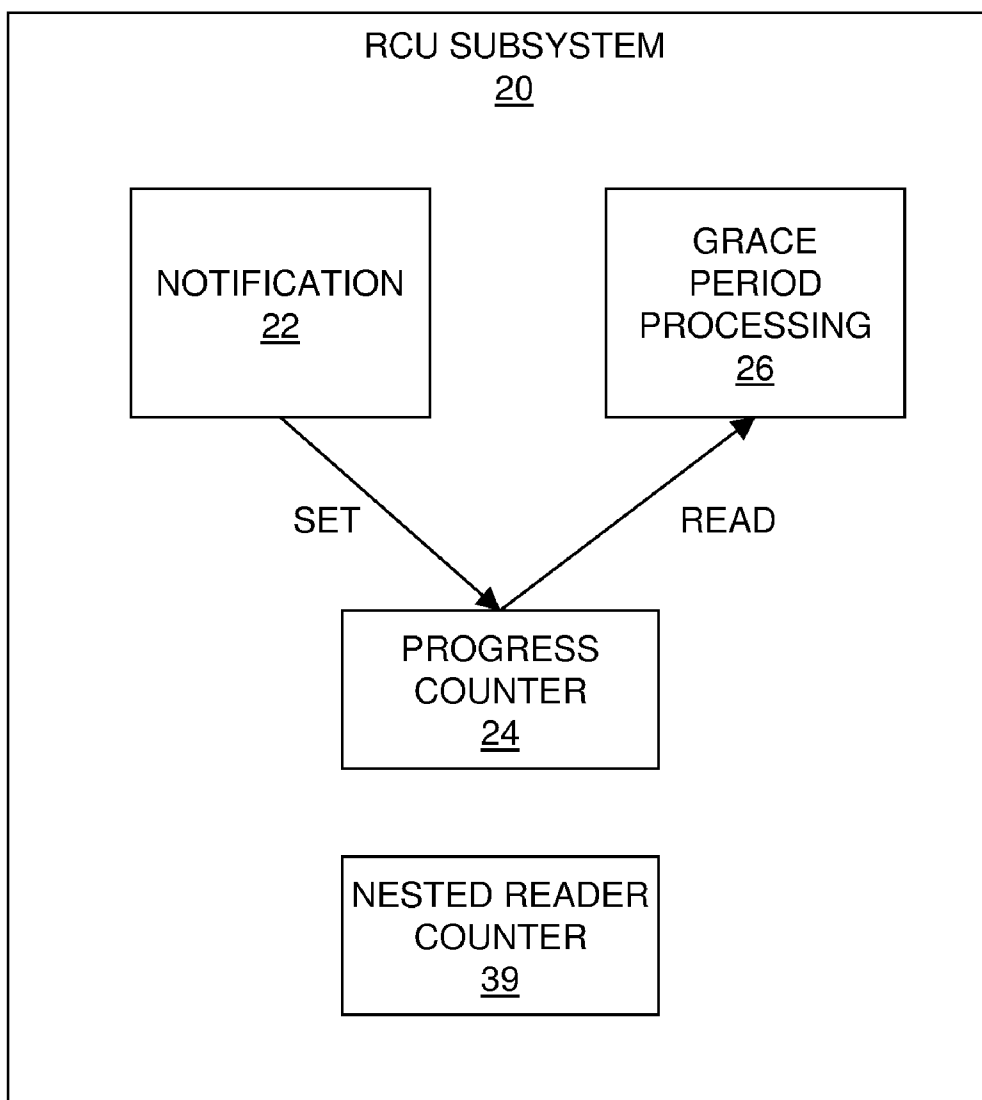 RCU SUBSYSTEM
20
NOTIFICATION
22
GRACE
PERIOD
PROCESSING
26
SET
READ
PROGRESS
COUNTER
24
NESTED READER
COUNTER
39